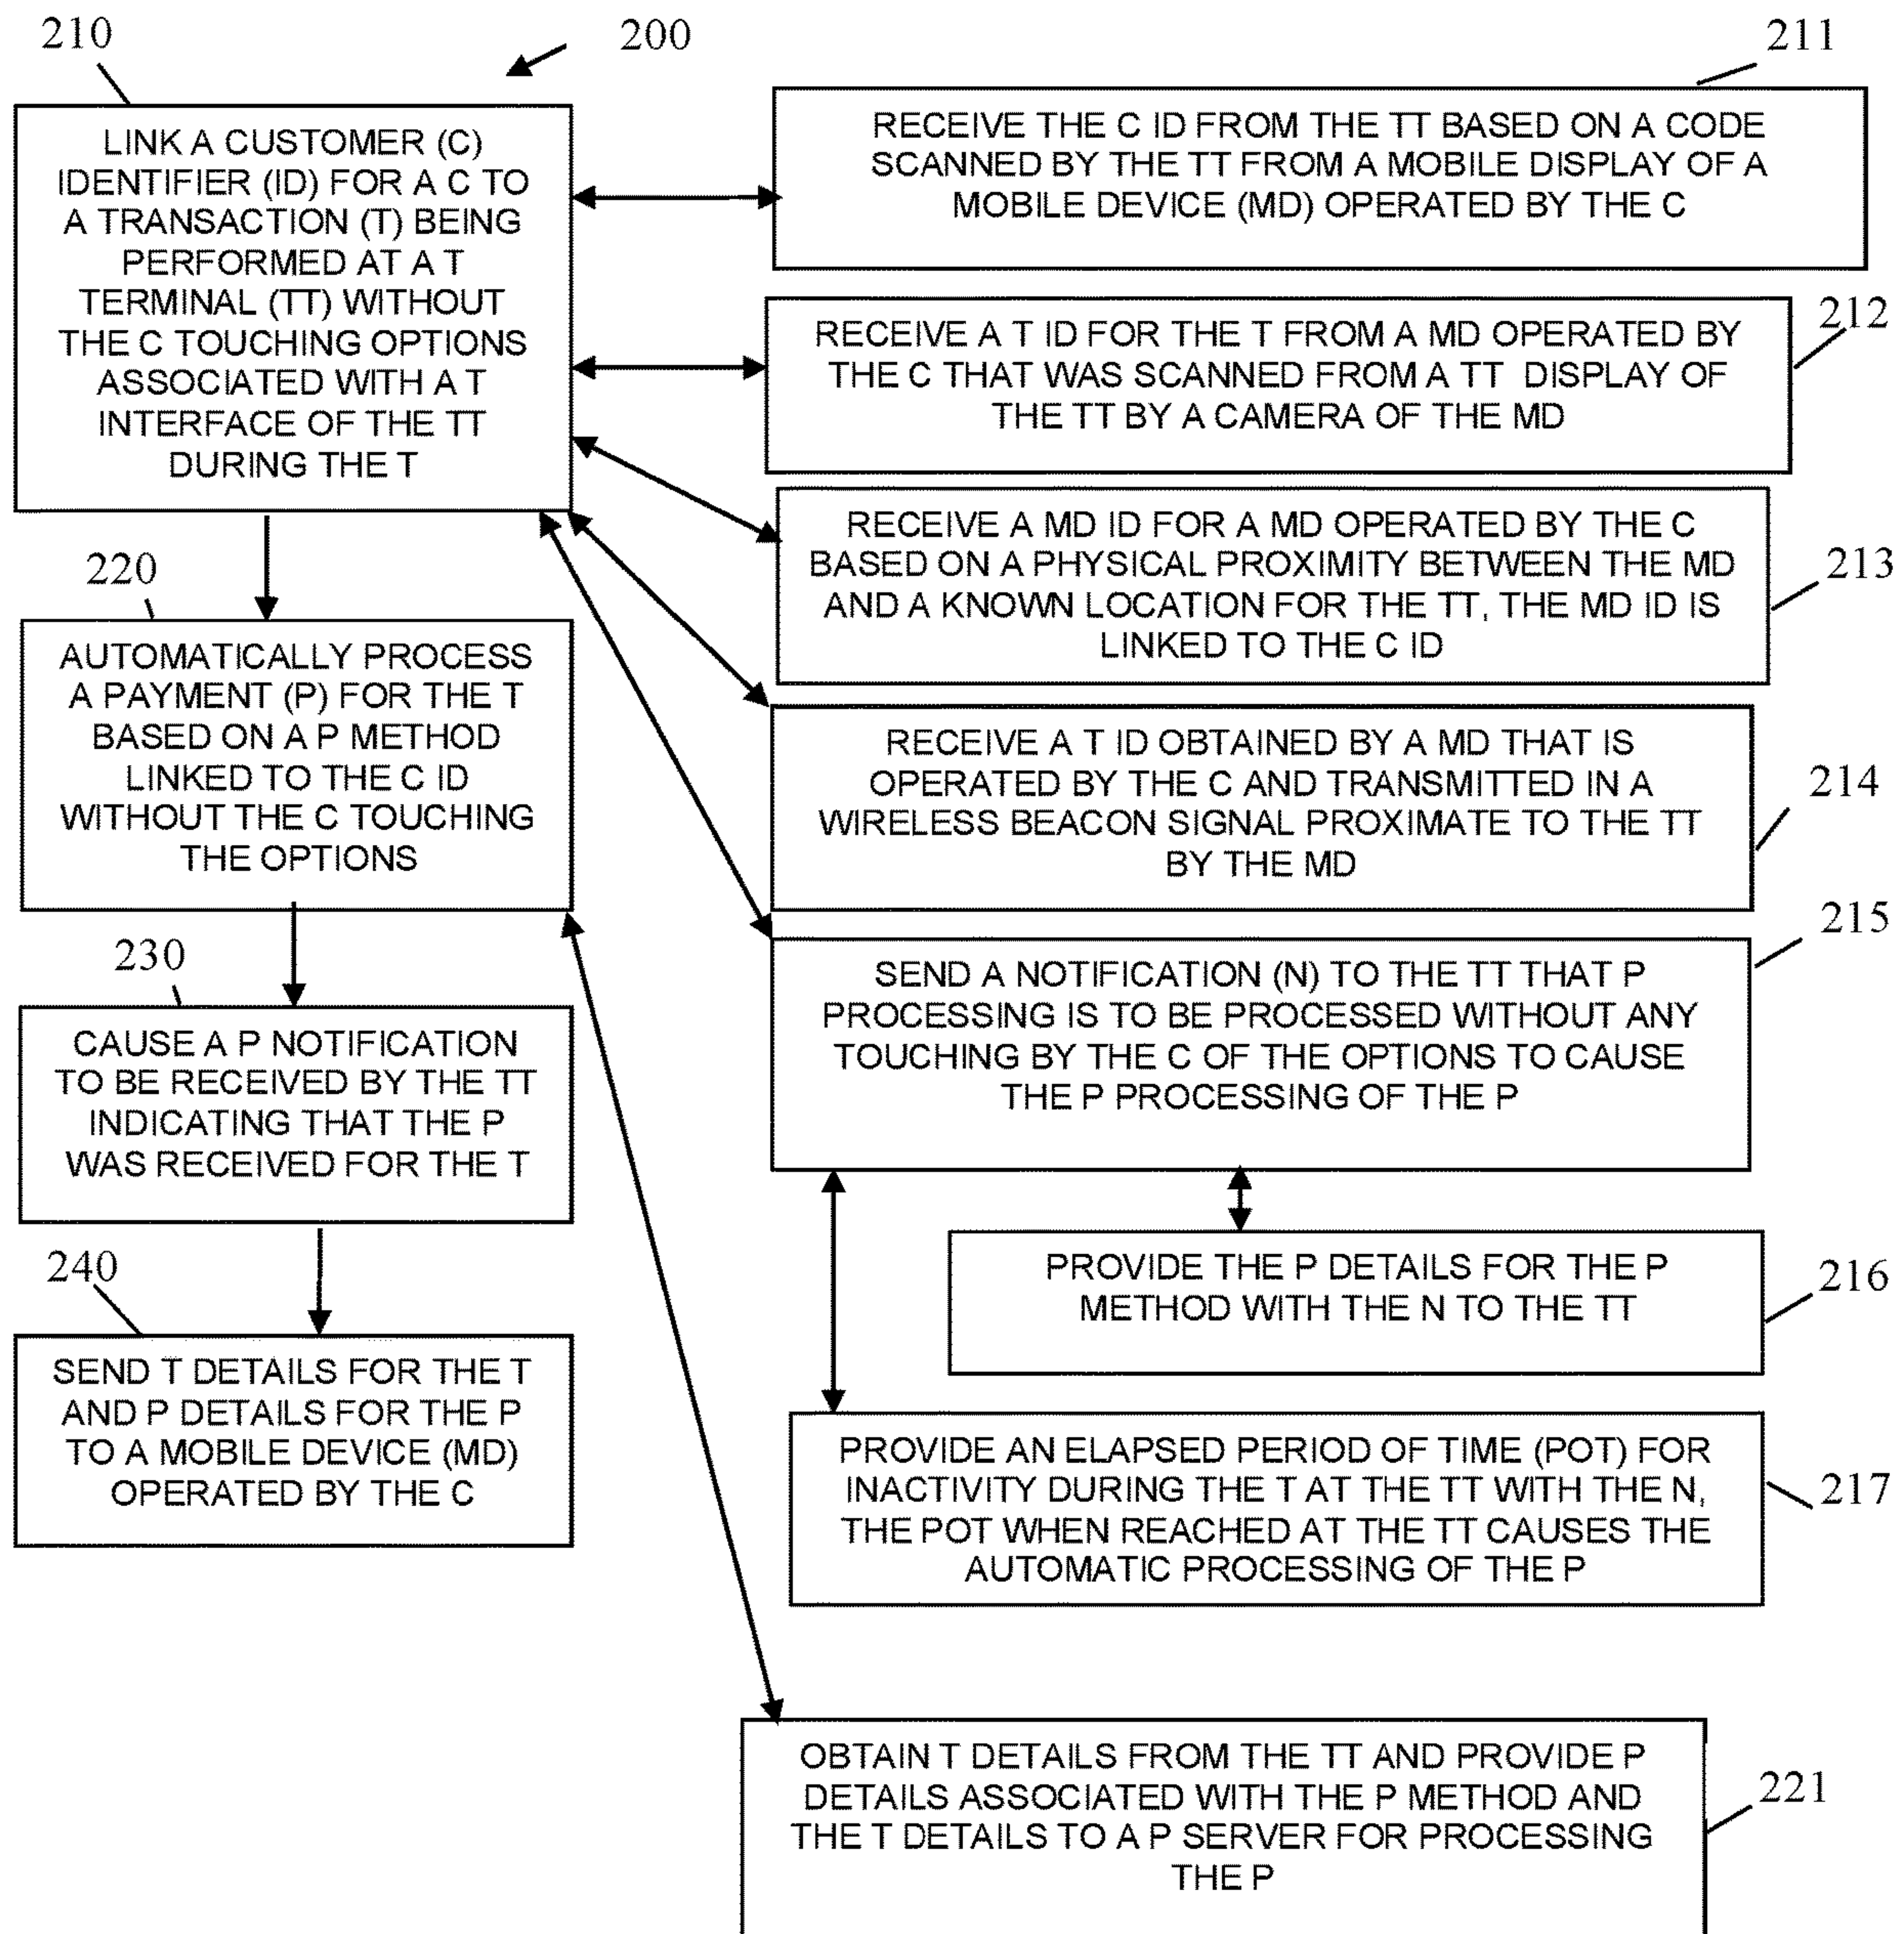 210
200
211
LINK A CUSTOMER (C)
IDENTIFIER (ID) FOR A C TO
A TRANSACTION (T) BEING
PERFORMED AT A T
TERMINAL (TT) WITHOUT
THE C TOUCHING OPTIONS
ASSOCIATED WITH A T
INTERFACE OF THE TT
DURING THE T
RECEIVE THE C ID FROM THE TT BASED ON A CODE
SCANNED BY THE TT FROM A MOBILE DISPLAY OF A
MOBILE DEVICE (MD) OPERATED BY THE C
212
RECEIVE A T ID FOR THE T FROM A MD OPERATED BY
THE C THAT WAS SCANNED FROM A TT DISPLAY OF
THE TT BY A CAMERA OF THE MD
213
RECEIVE A MD ID FOR A MD OPERATED BY THE C
BASED ON A PHYSICAL PROXIMITY BETWEEN THE MD
AND A KNOWN LOCATION FOR THE TT, THE MD ID IS
LINKED TO THE C ID
220
AUTOMATICALLY PROCESS
A PAYMENT (P) FOR THE T
BASED ON A P METHOD
LINKED TO THE C ID
WITHOUT THE C TOUCHING
THE OPTIONS
214
RECEIVE A T ID OBTAINED BY A MD THAT IS
OPERATED BY THE C AND TRANSMITTED IN A
WIRELESS BEACON SIGNAL PROXIMATE TO THE TT
BY THE MD
215
SEND A NOTIFICATION (N) TO THE TT THAT P
PROCESSING IS TO BE PROCESSED WITHOUT ANY
TOUCHING BY THE C OF THE OPTIONS TO CAUSE
THE P PROCESSING OF THE P
230
CAUSE A P NOTIFICATION
TO BE RECEIVED BY THE TT
INDICATING THAT THE P
WAS RECEIVED FOR THE T
216
PROVIDE THE P DETAILS FOR THE P
METHOD WITH THE N TO THE TT
240
SEND T DETAILS FOR THE T
AND P DETAILS FOR THE P
TO A MOBILE DEVICE (MD)
OPERATED BY THE C
217
PROVIDE AN ELAPSED PERIOD OF TIME (POT) FOR
INACTIVITY DURING THE T AT THE TT WITH THE N,
THE POT WHEN REACHED AT THE TT CAUSES THE
AUTOMATIC PROCESSING OF THE P
221
OBTAIN T DETAILS FROM THE TT AND PROVIDE P
DETAILS ASSOCIATED WITH THE P METHOD AND
THE T DETAILS TO A P SERVER FOR PROCESSING
THE P